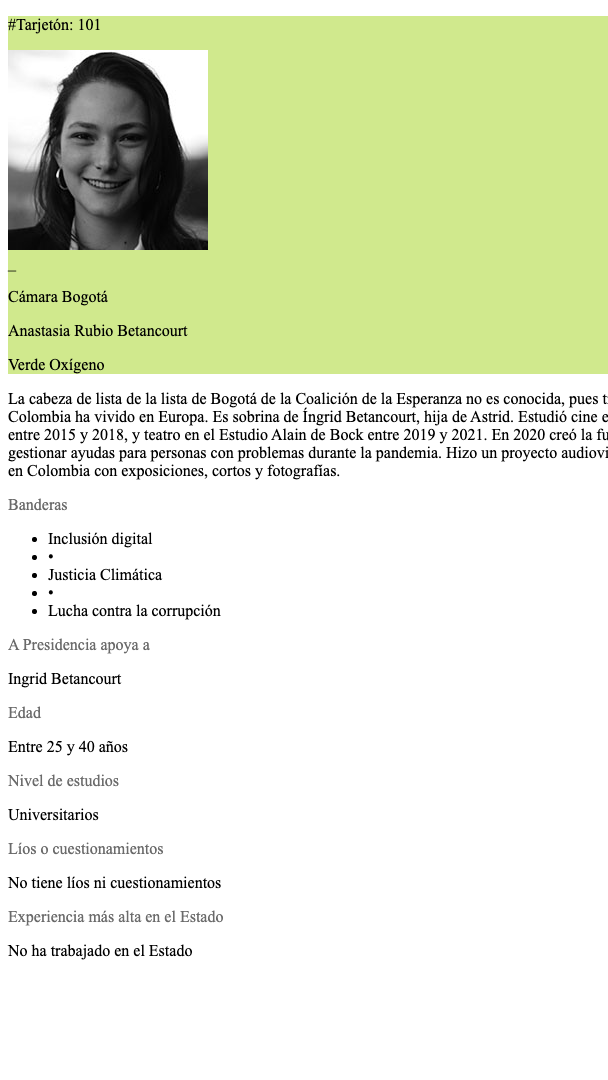 #Tarjetón: 101
_
Cámara Bogotá
Anastasia Rubio Betancourt
Verde Oxígeno
La cabeza de lista de la lista de Bogotá de la Coalición de la Esperanza no es conocida, pues
Colombia ha vivido en Europa. Es sobrina de Íngrid Betancourt, hija de Astrid. Estudió cine
entre 2015 y 2018, y teatro en el Estudio Alain de Bock entre 2019 y 2021. En 2020 creó la
gestionar ayudas para personas con problemas durante la pandemia. Hizo un proyecto
en Colombia con exposiciones, cortos y fotografías.
Banderas
• Inclusión digital
• •
• Justicia Climática
• •
• Lucha contra la corrupción
A Presidencia apoya a
Ingrid Betancourt
Edad
Entre 25 y 40 años
Nivel de estudios
Universitarios
Líos o cuestionamientos
No tiene líos ni cuestionamientos
Experiencia más alta en el Estado
No ha trabajado en el Estado